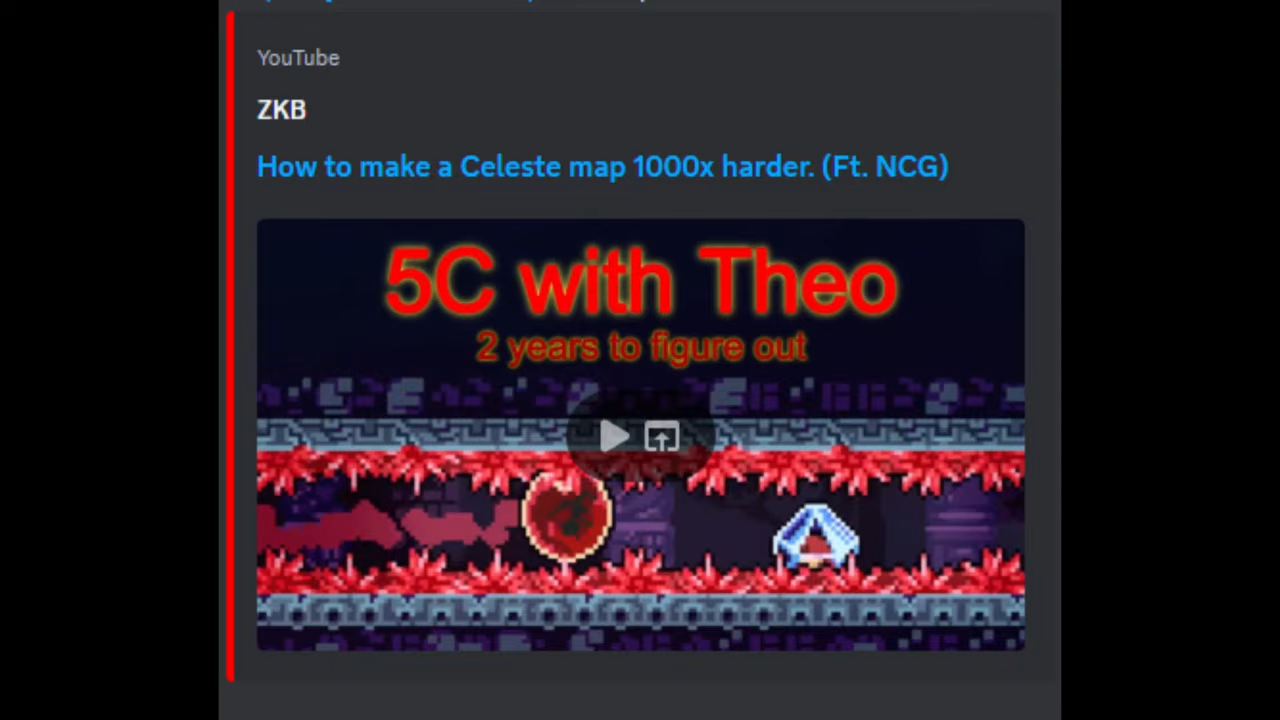 YouTube
ZKB
How to make a Celeste map 1000x harder. (Ft. NCG)
5C with Theo
2 years to figure out